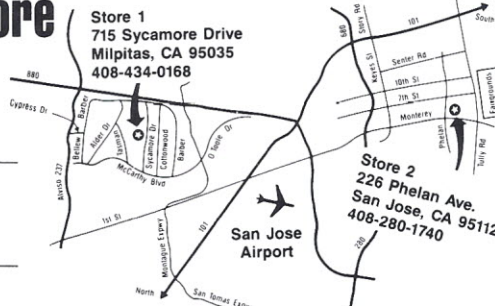 ore
Store 1
715 Sycamore Drive
Milpitas, CA 95035
408-434-0168
880
Cypress Dr
Barber
Bellew
Alder Dr
Tasman
Sycamore Dr
Cottonwood
Barber
McCarthy Blvd
O Toole Dr
Alviso 237
1st St
Montague Expwy
101
North
San Tomas
San Jose
Airport
680
Story Rd
Keyes St
101
South
Senter Rd
10th St
7th St
Monterey
Phelan
Tully Rd
Fairgrounds
Store 2
226 Phelan Ave.
San Jose, CA 95112
408-280-1740
280